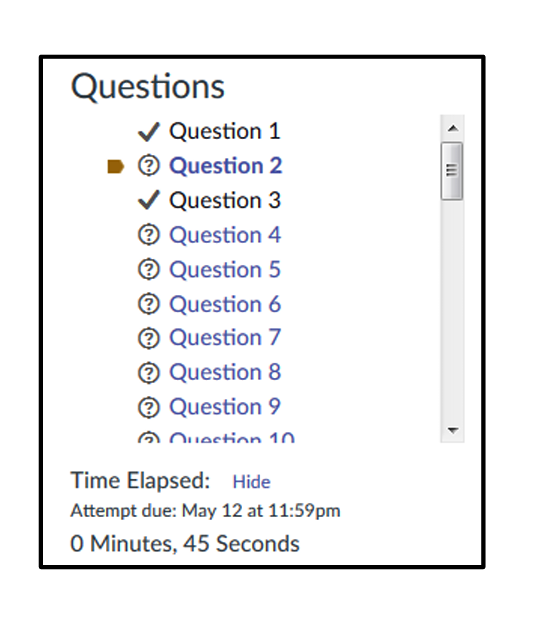 Questions
Question 1
Question 2
Question 3
Question 4
Question 5
Question 6
Question 7
Question 8
Question 9
Question 10
Time Elapsed: Hide
Attempt due: May 12 at 11:59pm
0 Minutes, 45 Seconds